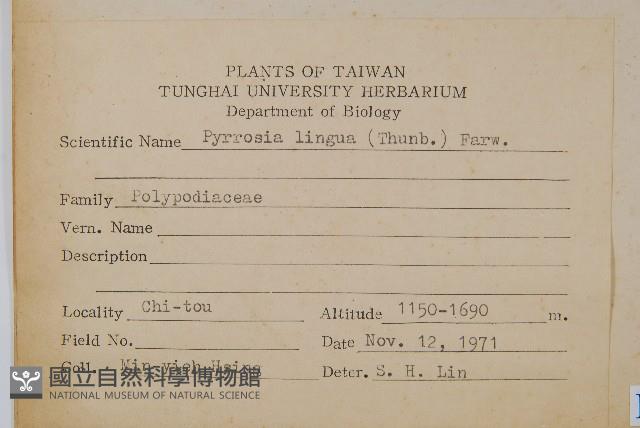 PLANTS OF TAIWAN
TUNGHAI UNIVERSITY HERBARIUM
Department of Biology
Scientific Name Pyrrosia lingua (Thunb.) Farw.
Family Polypodiaceae
Vern. Name
Description
Locality Chi-tou Altitude 1150-1690 m.
Field No. Date Nov. 12, 1971
Coll. Deter. S. H. Lin
國立自然科學博物館
NATIONAL MUSEUM OF NATURAL SCIENCE